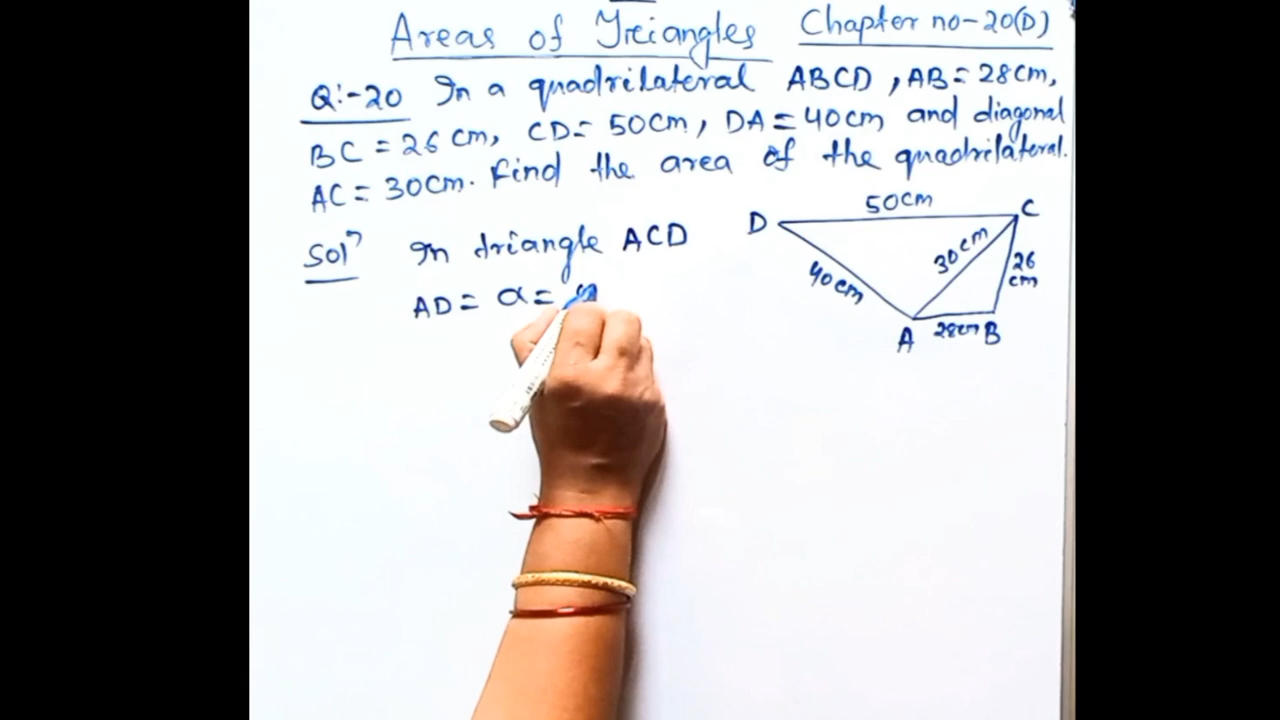 Areas of Treiangles Chapter no-20(D)
Q:-20 In a quadrilateral ABCD, AB = 28cm,
BC = 26 cm, CD = 50cm, DA = 40cm and diagonal
AC = 30cm. Find the area of the quadrilateral.
Solⁿ In triangle ACD
AD = a =
D 50cm C
40cm 30cm 26
cm
A 28cm B